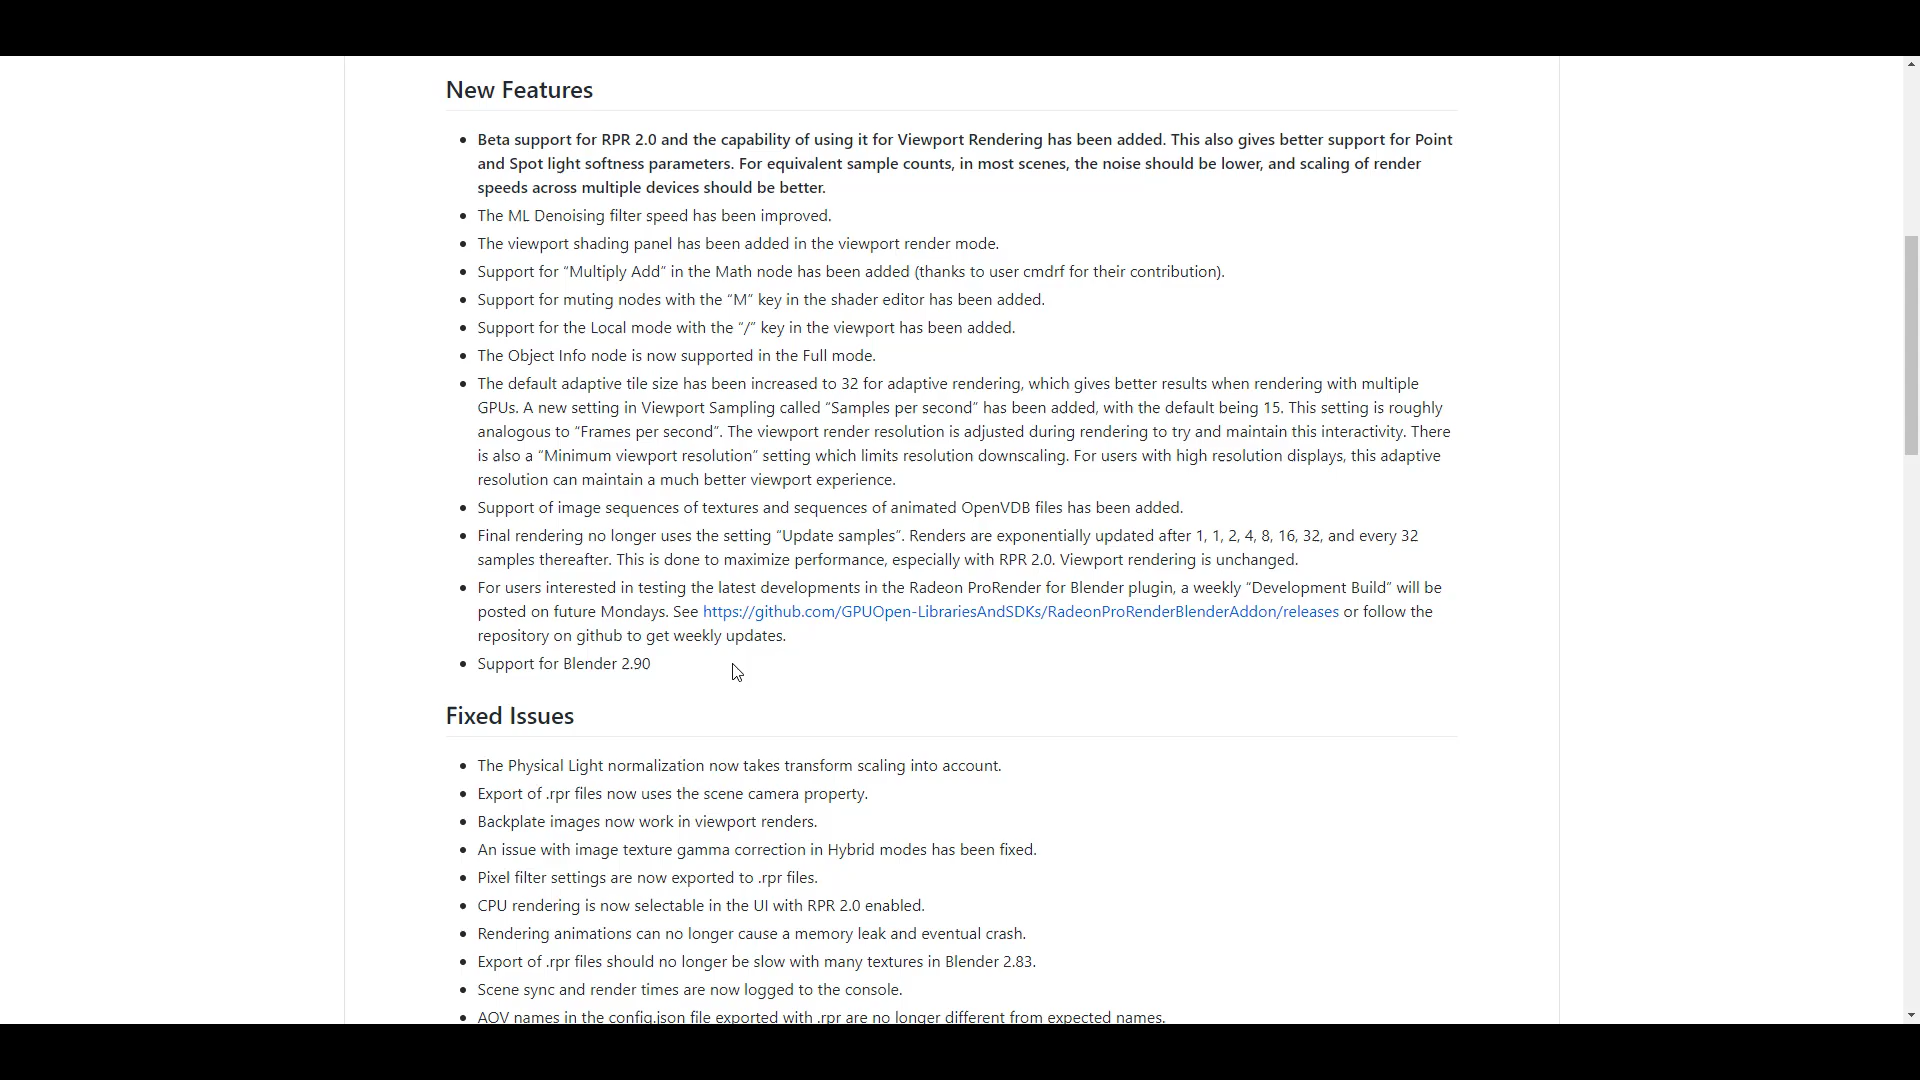 New Features
Beta support for RPR 2.0 and the capability of using it for Viewport Rendering has been added. This also gives better support for Point
and Spot light softness parameters. For equivalent sample counts, in most scenes, the noise should be lower, and scaling of render
speeds across multiple devices should be better.
The ML Denoising filter speed has been improved.
The viewport shading panel has been added in the viewport render mode.
Support for “Multiply Add” in the Math node has been added (thanks to user cmdrf for their contribution).
Support for muting nodes with the “M” key in the shader editor has been added.
Support for the Local mode with the “/” key in the viewport has been added.
The Object Info node is now supported in the Full mode.
The default adaptive tile size has been increased to 32 for adaptive rendering, which gives better results when rendering with multiple
GPUs. A new setting in Viewport Sampling called “Samples per second” has been added, with the default being 15. This setting is roughly
analogous to “Frames per second”. The viewport render resolution is adjusted during rendering to try and maintain this interactivity. There
is also a “Minimum viewport resolution” setting which limits resolution downscaling. For users with high resolution displays, this adaptive
resolution can maintain a much better viewport experience.
Support of image sequences of textures and sequences of animated OpenVDB files has been added.
Final rendering no longer uses the setting “Update samples”. Renders are exponentially updated after 1, 1, 2, 4, 8, 16, 32, and every 32
samples thereafter. This is done to maximize performance, especially with RPR 2.0. Viewport rendering is unchanged.
For users interested in testing the latest developments in the Radeon ProRender for Blender plugin, a weekly “Development Build” will be
posted on future Mondays. See https://github.com/GPUOpen-LibrariesAndSDKs/RadeonProRenderBlenderAddon/releases or follow the
repository on github to get weekly updates.
Support for Blender 2.90
Fixed Issues
The Physical Light normalization now takes transform scaling into account.
Export of .rpr files now uses the scene camera property.
Backplate images now work in viewport renders.
An issue with image texture gamma correction in Hybrid modes has been fixed.
Pixel filter settings are now exported to .rpr files.
CPU rendering is now selectable in the UI with RPR 2.0 enabled.
Rendering animations can no longer cause a memory leak and eventual crash.
Export of .rpr files should no longer be slow with many textures in Blender 2.83.
Scene sync and render times are now logged to the console.
AOV names in the config.json file exported with .rpr are no longer different from expected names.